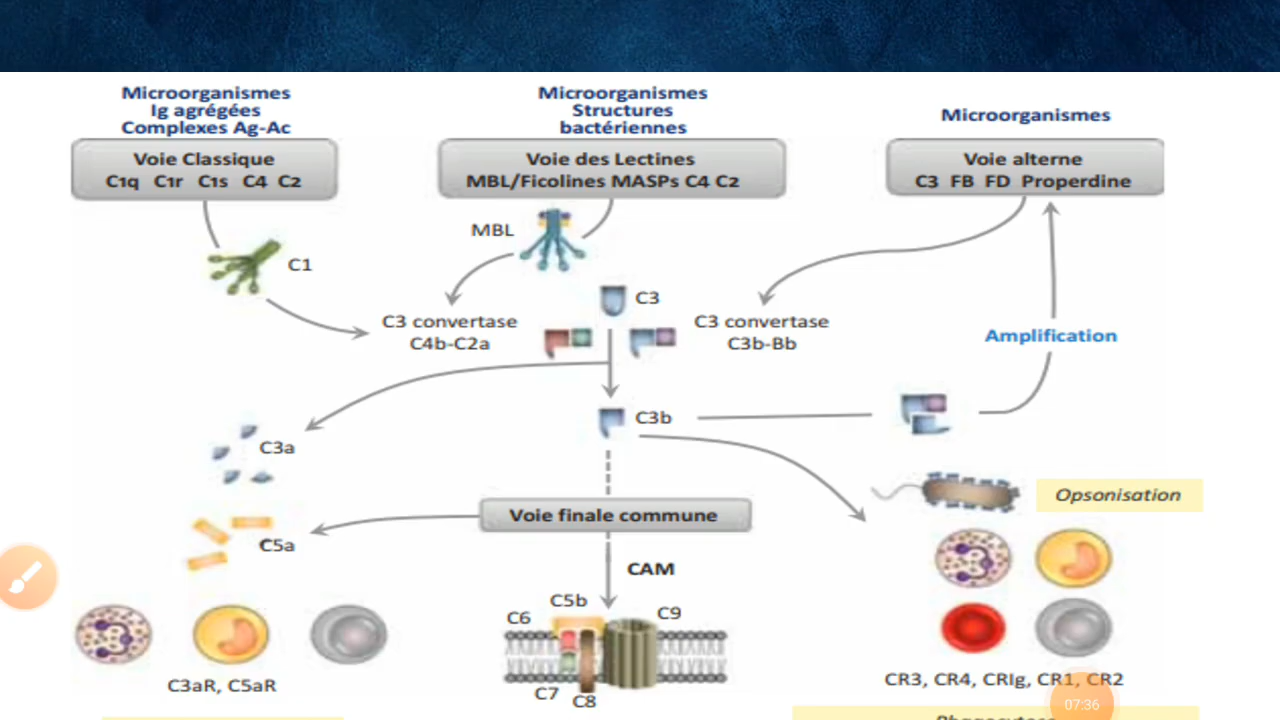 Microorganismes
Ig agrégées
Complexes Ag-Ac
Voie Classique
C1q C1r C1s C4 C2
Microorganismes
Structures
bactériennes
Voie des Lectines
MBL/Ficolines MASPs C4 C2
Microorganismes
Voie alterne
C3 FB FD Properdine
MBL
C1
C3
C3 convertase
C4b-C2a
C3 convertase
C3b-Bb
Amplification
C3b
C3a
Opsonisation
Voie finale commune
C5a
CAM
C5b
C6
C9
C7
C8
C3aR, C5aR
CR3, CR4, CRIg, CR1, CR2
07:36